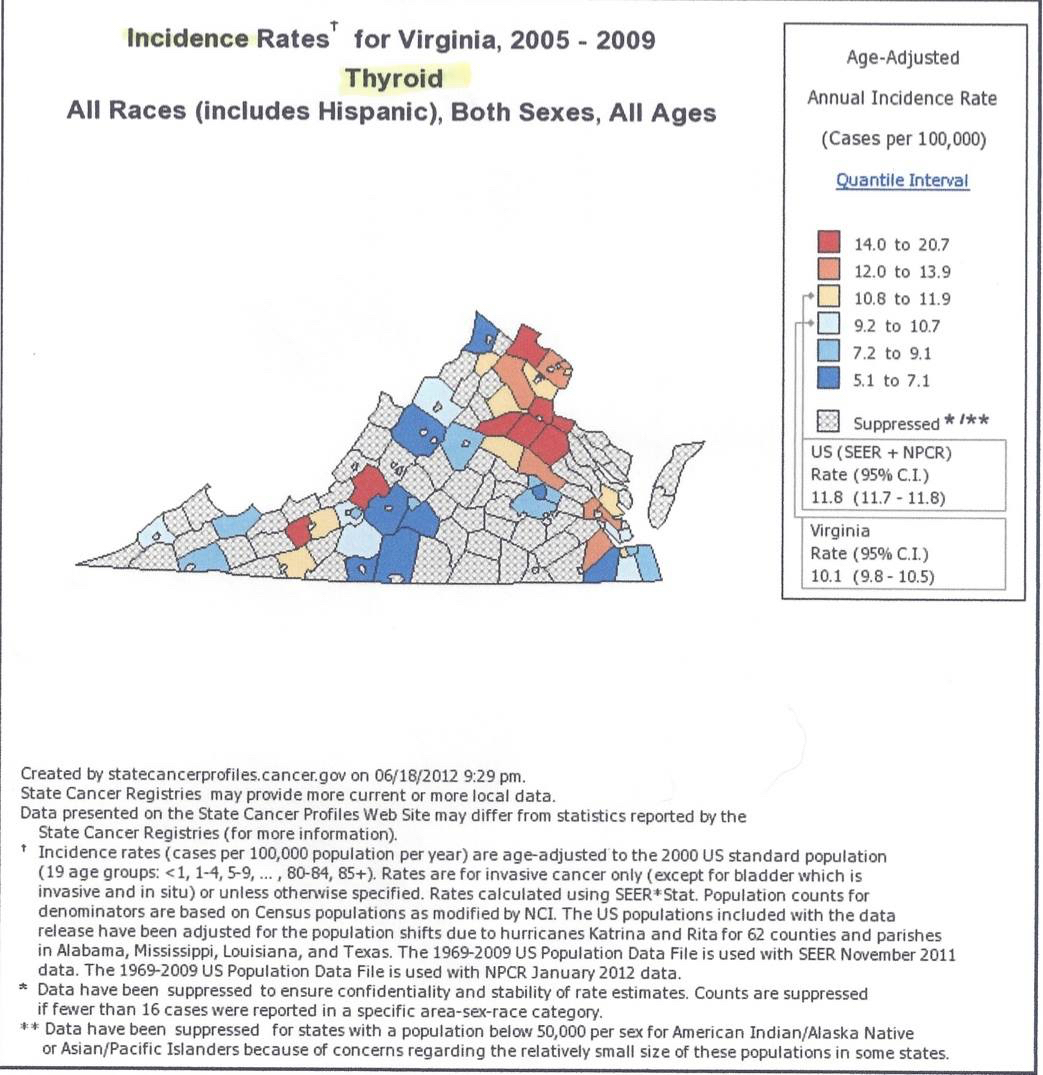 Incidence Rates† for Virginia, 2005 - 2009
Thyroid
All Races (includes Hispanic), Both Sexes, All Ages
Age-Adjusted
Annual Incidence Rate
(Cases per 100,000)
Quantile Interval
14.0 to 20.7
12.0 to 13.9
10.8 to 11.9
9.2 to 10.7
7.2 to 9.1
5.1 to 7.1
Suppressed */**
US (SEER + NPCR)
Rate (95% C.I.)
11.8 (11.7 - 11.8)
Virginia
Rate (95% C.I.)
10.1 (9.8 - 10.5)
Created by statecancerprofiles.cancer.gov on 06/18/2012 9:29 pm.
State Cancer Registries may provide more current or more local data.
Data presented on the State Cancer Profiles Web Site may differ from statistics reported by the
State Cancer Registries (for more information).
† Incidence rates (cases per 100,000 population per year) are age-adjusted to the 2000 US standard population
(19 age groups: <1, 1-4, 5-9, ... , 80-84, 85+). Rates are for invasive cancer only (except for bladder which is
invasive and in situ) or unless otherwise specified. Rates calculated using SEER*Stat. Population counts for
denominators are based on Census populations as modified by NCI. The US populations included with the data
release have been adjusted for the population shifts due to hurricanes Katrina and Rita for 62 counties and parishes
in Alabama, Mississippi, Louisiana, and Texas. The 1969-2009 US Population Data File is used with SEER November 2011
data. The 1969-2009 US Population Data File is used with NPCR January 2012 data.
* Data have been suppressed to ensure confidentiality and stability of rate estimates. Counts are suppressed
if fewer than 16 cases were reported in a specific area-sex-race category.
** Data have been suppressed for states with a population below 50,000 per sex for American Indian/Alaska Native
or Asian/Pacific Islanders because of concerns regarding the relatively small size of these populations in some states.